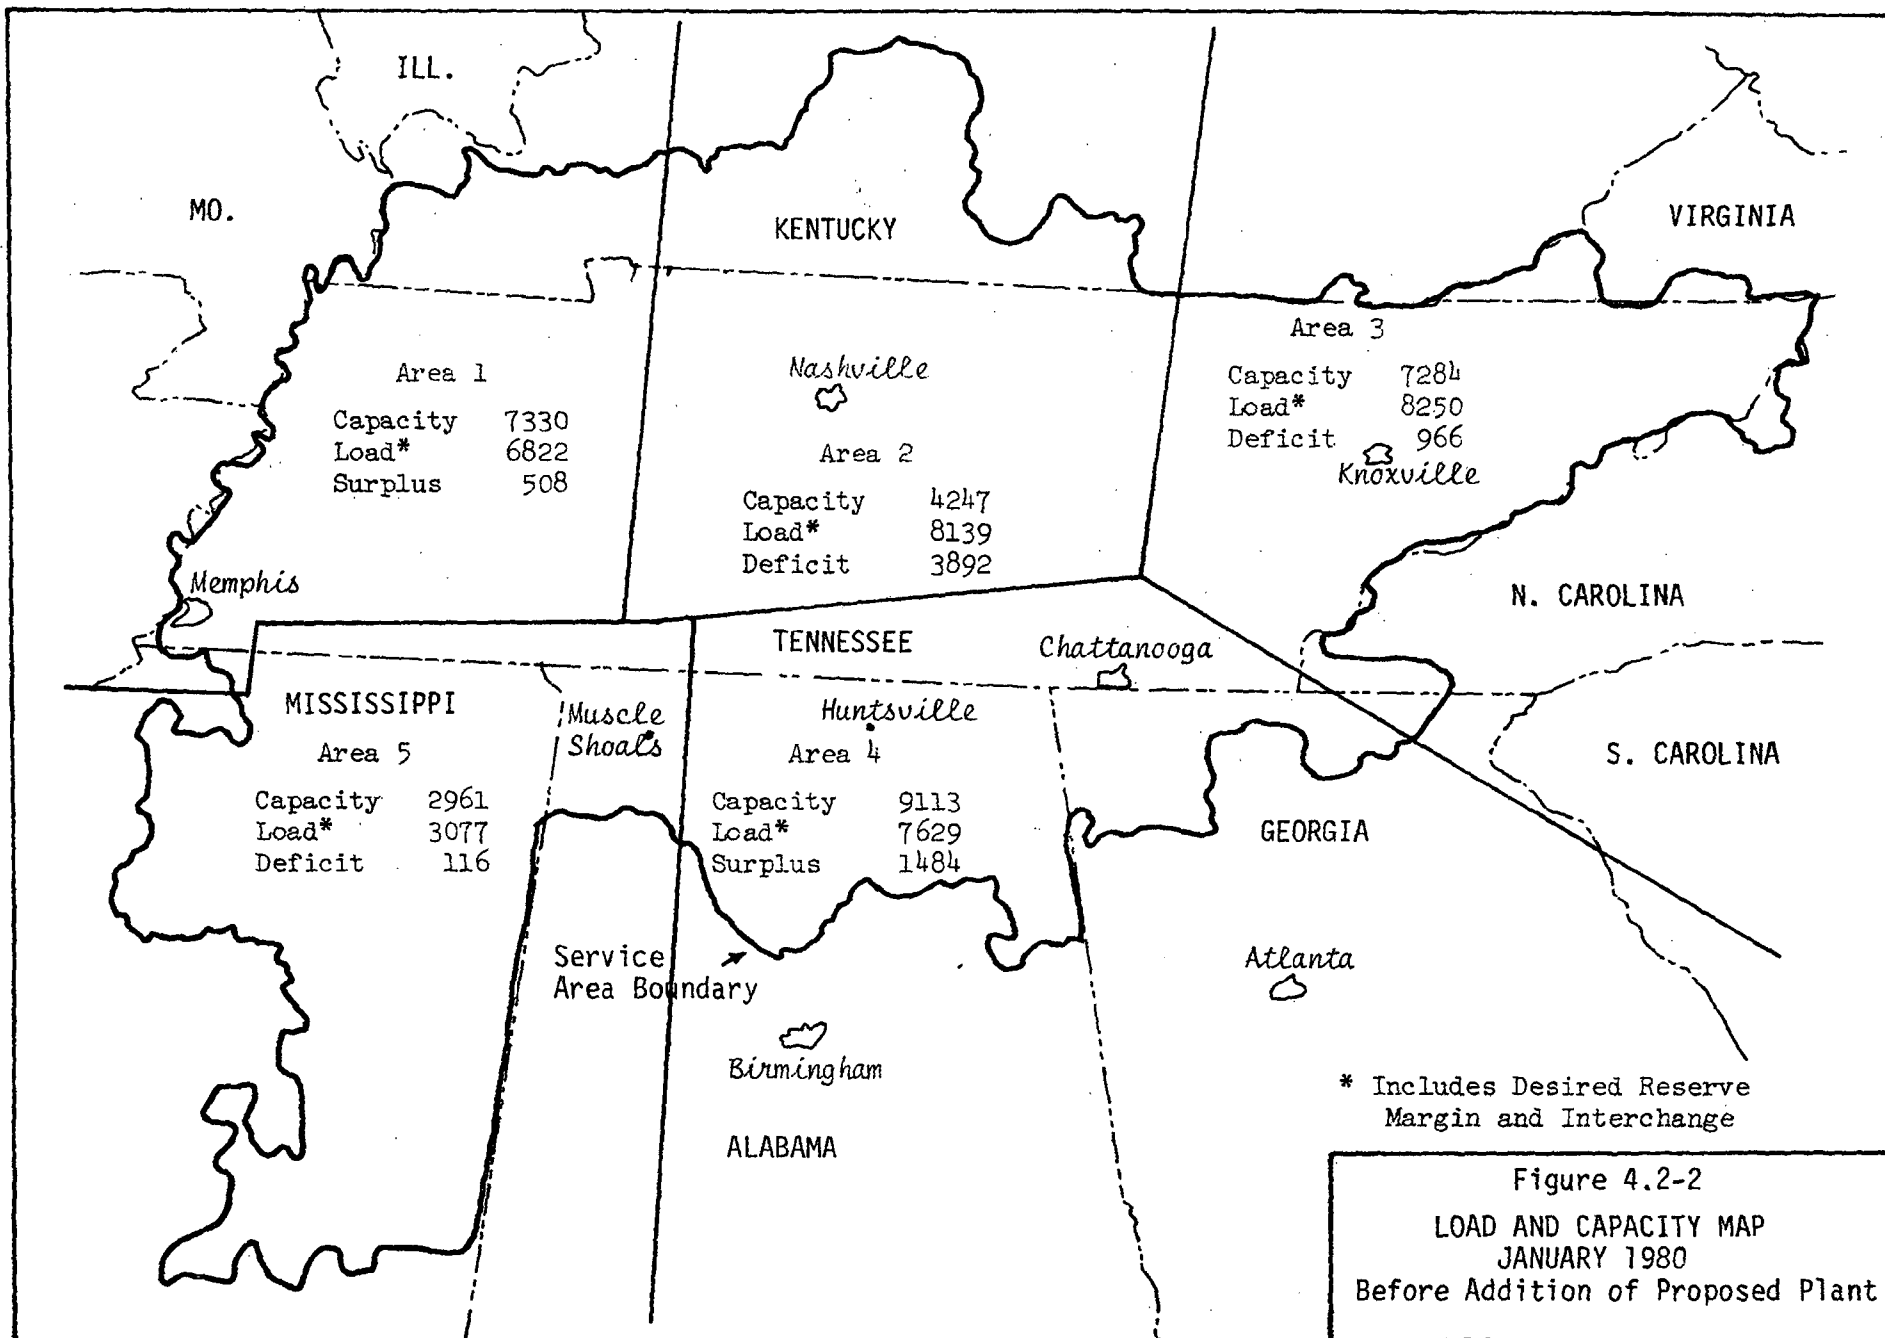 ILL.
MO.
KENTUCKY
VIRGINIA
Area 1
Capacity 7330
Load* 6822
Surplus 508
Nashville
Area 2
Capacity 4247
Load* 8139
Deficit 3892
Area 3
Capacity 7284
Load* 8250
Deficit 966
Knoxville
Memphis
N. CAROLINA
TENNESSEE
Chattanooga
MISSISSIPPI
Area 5
Capacity 2961
Load* 3077
Deficit 116
Muscle
Shoals
Huntsville
Area 4
Capacity 9113
Load* 7629
Surplus 1484
S. CAROLINA
GEORGIA
Service
Area Boundary
Atlanta
Birmingham
ALABAMA
* Includes Desired Reserve
Margin and Interchange
Figure 4.2-2
LOAD AND CAPACITY MAP
JANUARY 1980
Before Addition of Proposed Plant